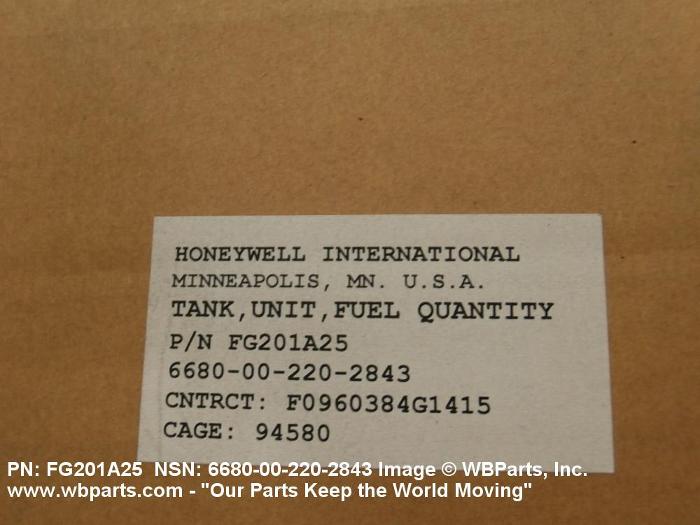 HONEYWELL INTERNATIONAL
MINNEAPOLIS, MN. U.S.A.
TANK,UNIT,FUEL QUANTITY
P/N FG201A25
6680-00-220-2843
CNTRCT: F0960384G1415
CAGE: 94580
PN: FG201A25 NSN: 6680-00-220-2843 Image © WBParts, Inc.
www.wbparts.com - "Our Parts Keep the World Moving"